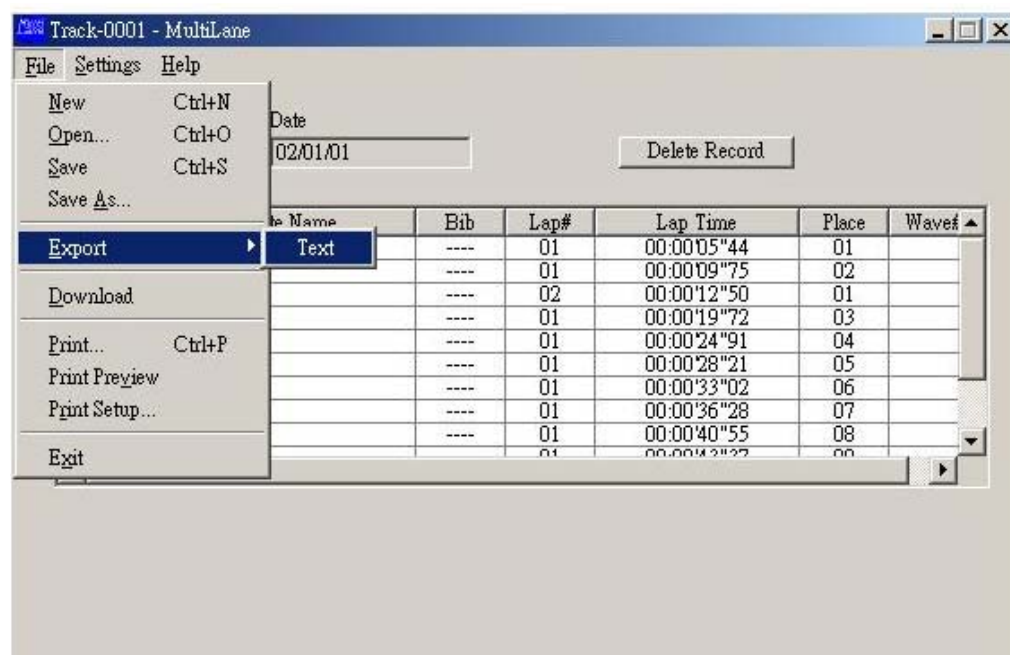 Track-0001 - MultiLane
File Settings Help
New Ctrl+N
Open... Ctrl+O
Save Ctrl+S
Save As...
Export
Text
Download
Print... Ctrl+P
Print Preview
Print Setup...
Exit
Date
02/01/01
Delete Record
Name Bib Lap# Lap Time Place Wave#
---- 01 00:00'05"44 01
---- 01 00:00'09"75 02
---- 02 00:00'12"50 01
---- 01 00:00'19"72 03
---- 01 00:00'24"91 04
---- 01 00:00'28"21 05
---- 01 00:00'33"02 06
---- 01 00:00'36"28 07
---- 01 00:00'40"55 08